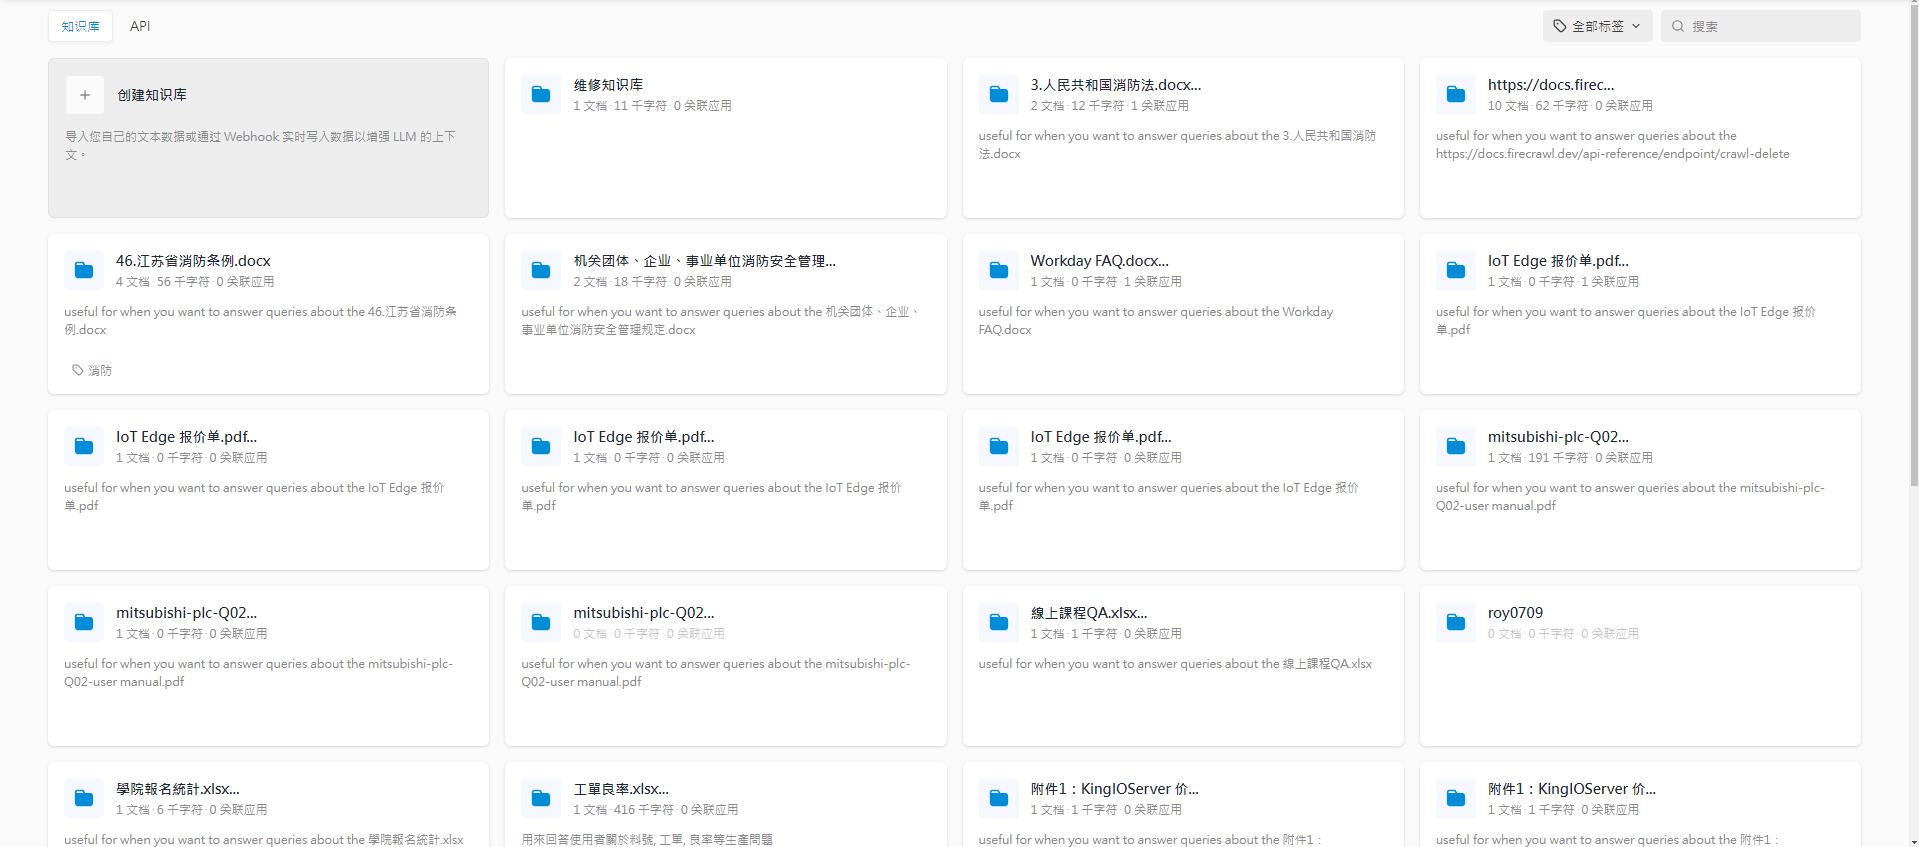 知识库
API
全部标签
搜索
创建知识库
导入您自己的文本数据或通过 Webhook 实时写入数据以增强 LLM 的上下
文。
维修知识库
1 文档·11 千字符·0 关联应用
3.人民共和国消防法.docx...
2 文档·12 千字符·1 关联应用
useful for when you want to answer queries about the 3.人民共和国消防
法.docx
https://docs.firec...
10 文档·62 千字符·0 关联应用
useful for when you want to answer queries about the
https://docs.firecrawl.dev/api-reference/endpoint/crawl-delete
46.江苏省消防条例.docx
4 文档·56 千字符·0 关联应用
useful for when you want to answer queries about the 46.江苏省消防条
例.docx
消防
机关团体、企业、事业单位消防安全管理...
2 文档·18 千字符·0 关联应用
useful for when you want to answer queries about the 机关团体、企业、
事业单位消防安全管理规定.docx
Workday FAQ.docx...
1 文档·0 千字符·1 关联应用
useful for when you want to answer queries about the Workday
FAQ.docx
IoT Edge 报价单.pdf...
1 文档·0 千字符·1 关联应用
useful for when you want to answer queries about the IoT Edge 报价
单.pdf
IoT Edge 报价单.pdf...
1 文档·0 千字符·0 关联应用
useful for when you want to answer queries about the IoT Edge 报价
单.pdf
IoT Edge 报价单.pdf...
1 文档·0 千字符·0 关联应用
useful for when you want to answer queries about the IoT Edge 报价
单.pdf
IoT Edge 报价单.pdf...
1 文档·0 千字符·0 关联应用
useful for when you want to answer queries about the IoT Edge 报价
单.pdf
mitsubishi-plc-Q02...
1 文档·191 千字符·0 关联应用
useful for when you want to answer queries about the mitsubishi-plc-
Q02-user manual.pdf
mitsubishi-plc-Q02...
1 文档·0 千字符·0 关联应用
useful for when you want to answer queries about the mitsubishi-plc-
Q02-user manual.pdf
mitsubishi-plc-Q02...
0 文档·0 千字符·0 关联应用
useful for when you want to answer queries about the mitsubishi-plc-
Q02-user manual.pdf
線上課程QA.xlsx...
1 文档·1 千字符·0 关联应用
useful for when you want to answer queries about the 線上課程QA.xlsx
roy0709
0 文档·0 千字符·0 关联应用
學院報名統計.xlsx...
1 文档·6 千字符·0 关联应用
useful for when you want to answer queries about the 學院報名統計.xlsx
工單良率.xlsx...
1 文档·416 千字符·0 关联应用
用來回答使用者關於料號, 工單, 良率等生產問題
附件1：KingIOServer 价...
1 文档·1 千字符·0 关联应用
useful for when you want to answer queries about the 附件1：
附件1：KingIOServer 价...
1 文档·1 千字符·0 关联应用
useful for when you want to answer queries about the 附件1：